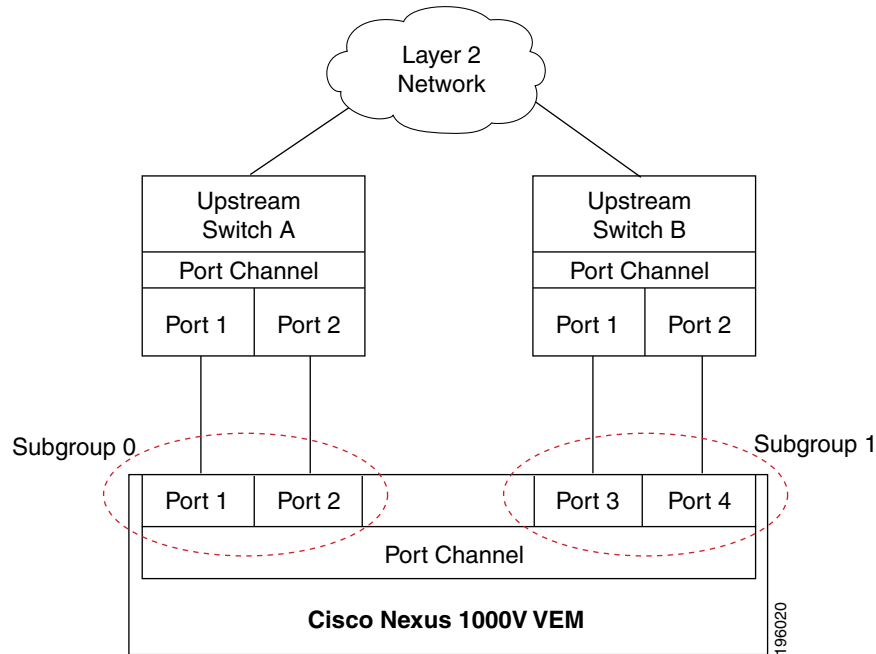 Layer 2
Network
Upstream
Switch A
Upstream
Switch B
Port Channel
Port Channel
Port 1
Port 2
Port 1
Port 2
Subgroup 0
Subgroup 1
Port 1
Port 2
Port 3
Port 4
Port Channel
Cisco Nexus 1000V VEM
196020